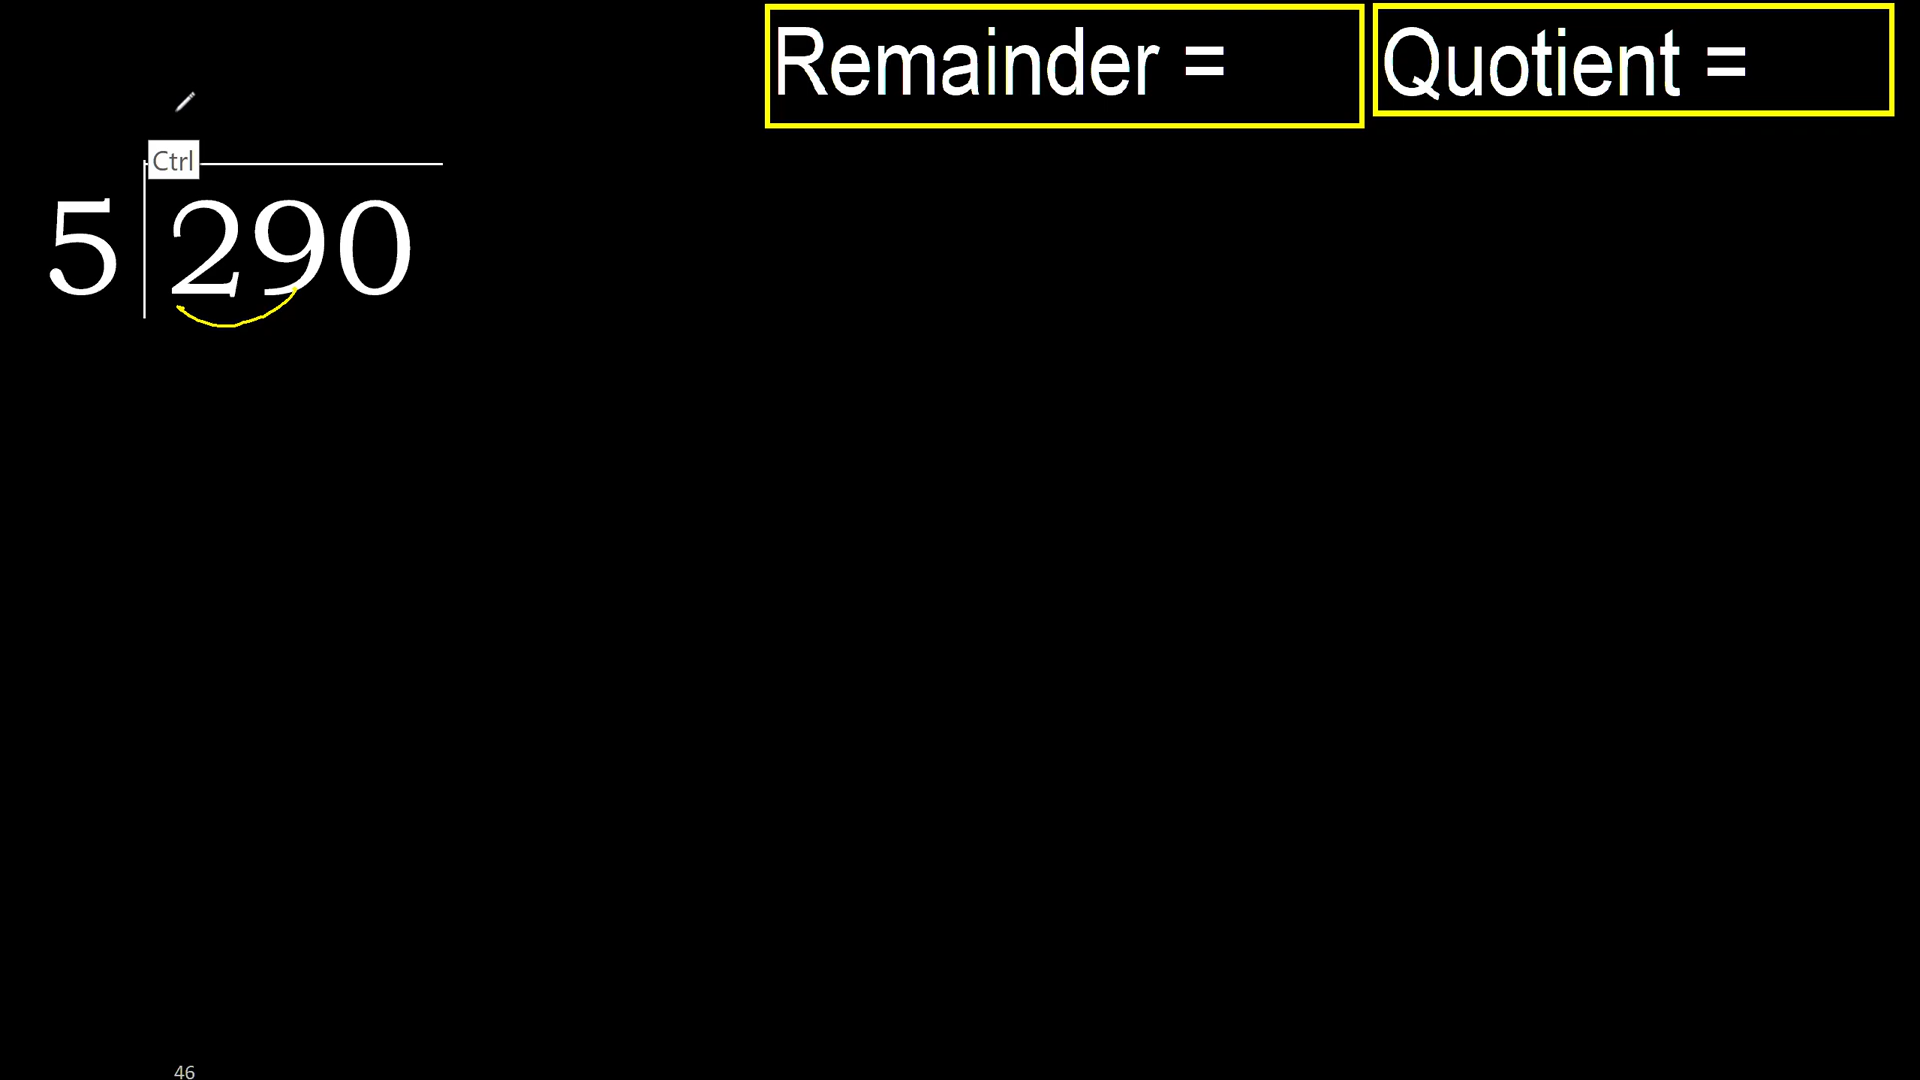 Remainder =
Quotient =
Ctrl
5 290
46